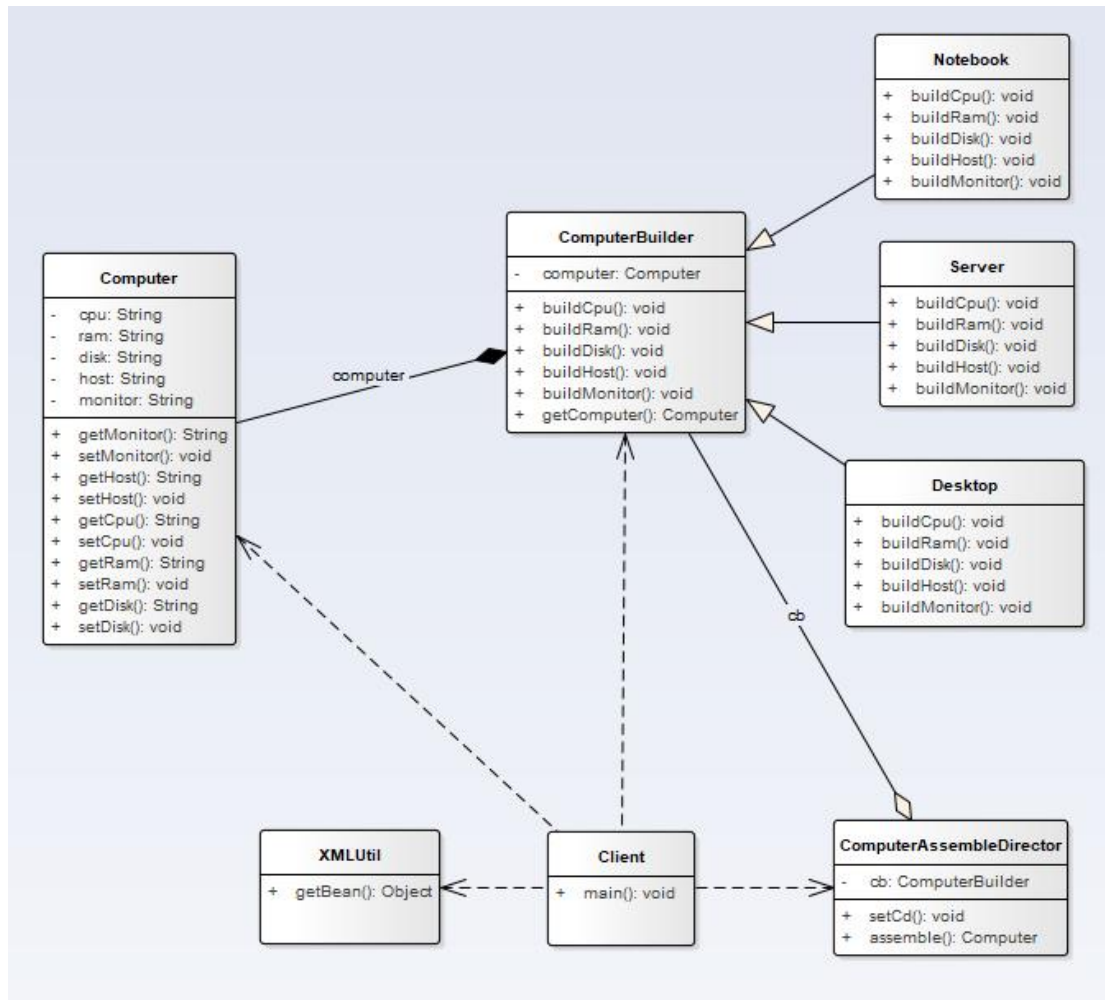 Notebook
+ buildCpu(): void
+ buildRam(): void
+ buildDisk(): void
+ buildHost(): void
+ buildMonitor(): void
ComputerBuilder
- computer: Computer
+ buildCpu(): void
+ buildRam(): void
+ buildDisk(): void
+ buildHost(): void
+ buildMonitor(): void
+ getComputer(): Computer
Server
+ buildCpu(): void
+ buildRam(): void
+ buildDisk(): void
+ buildHost(): void
+ buildMonitor(): void
Computer
- cpu: String
- ram: String
- disk: String
- host: String
- monitor: String
+ getMonitor(): String
+ setMonitor(): void
+ getHost(): String
+ setHost(): void
+ getCpu(): String
+ setCpu(): void
+ getRam(): String
+ setRam(): void
+ getDisk(): String
+ setDisk(): void
computer
Desktop
+ buildCpu(): void
+ buildRam(): void
+ buildDisk(): void
+ buildHost(): void
+ buildMonitor(): void
cb
XMLUtil
+ getBean(): Object
Client
+ main(): void
ComputerAssembleDirector
- cb: ComputerBuilder
+ setCd(): void
+ assemble(): Computer